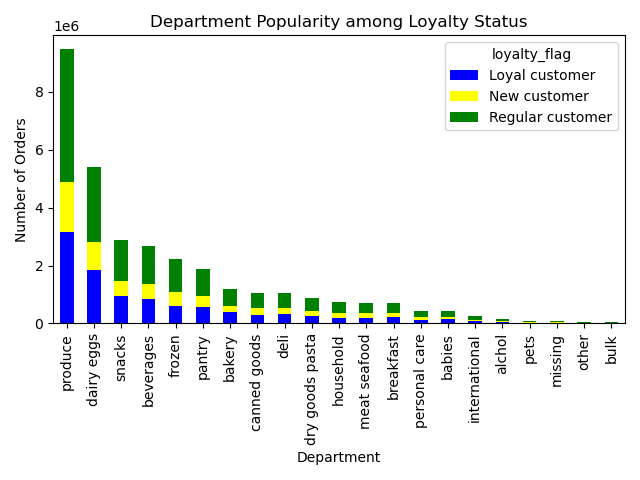 Department Popularity among Loyalty Status
1e6
loyalty_flag
Loyal customer
New customer
Regular customer
Number of Orders
8
6
4
2
0
produce
dairy eggs
snacks
beverages
frozen
pantry
bakery
canned goods
deli
dry goods pasta
household
meat seafood
breakfast
personal care
babies
international
alchol
pets
missing
other
bulk
Department